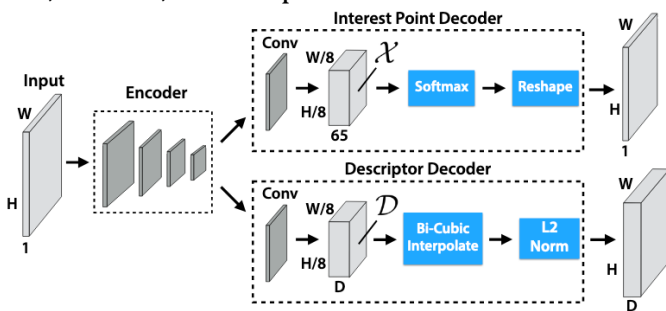 Interest Point Decoder
Conv
W/8
X
Softmax
Reshape
H/8
65
W
H
1
Input
W
H
1
Encoder
Descriptor Decoder
Conv
W/8
D
Bi-Cubic
Interpolate
L2
Norm
H/8
D
W
H
D